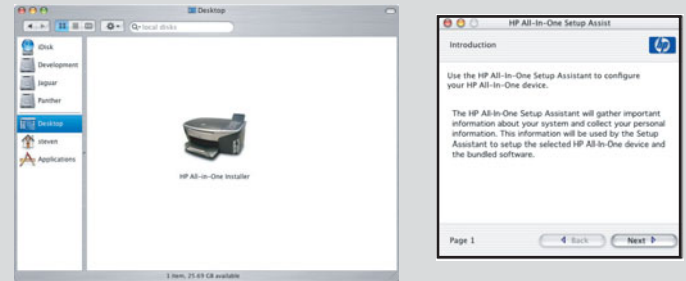 Desktop
Q- local disks
iDisk
Development
Jaguar
Panther
Desktop
steven
Applications
HP All-in-One Installer
1 item, 25.69 GB available
HP All-In-One Setup Assist
Introduction
hp
Use the HP All-In-One Setup Assistant to configure
your HP All-In-One device.
The HP All-In-One Setup Assistant will gather important
information about your system and collect your personal
information. This information will be used by the Setup
Assistant to setup the selected HP All-In-One device and
the bundled software.
Page 1
Back
Next